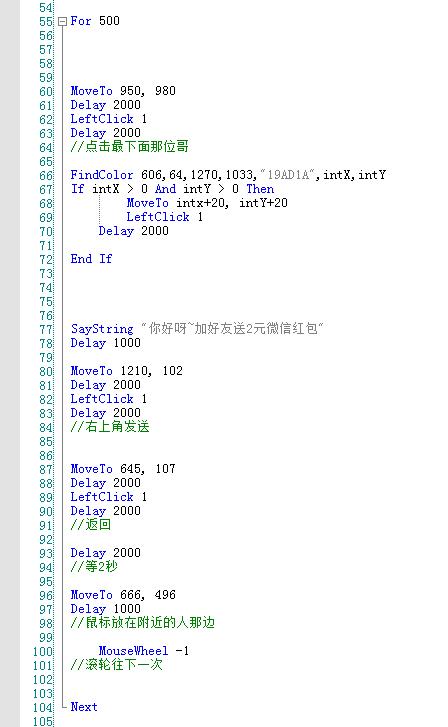 54
55 For 500
56
57
58
59
60 MoveTo 950, 980
61 Delay 2000
62 LeftClick 1
63 Delay 2000
64 //点击最下面那位哥
65
66 FindColor 606,64,1270,1033,"19AD1A",intX,intY
67 If intX > 0 And intY > 0 Then
68 MoveTo intx+20, intY+20
69 LeftClick 1
70 Delay 2000
71
72 End If
73
74
75
76
77 SayString "你好呀~加好友送2元微信红包"
78 Delay 1000
79
80 MoveTo 1210, 102
81 Delay 2000
82 LeftClick 1
83 Delay 2000
84 //右上角发送
85
86
87 MoveTo 645, 107
88 Delay 2000
89 LeftClick 1
90 Delay 2000
91 //返回
92
93 Delay 2000
94 //等2秒
95
96 MoveTo 666, 496
97 Delay 1000
98 //鼠标放在附近的人那边
99
100 MouseWheel -1
101 //滚轮往下一次
102
103
104 Next
105